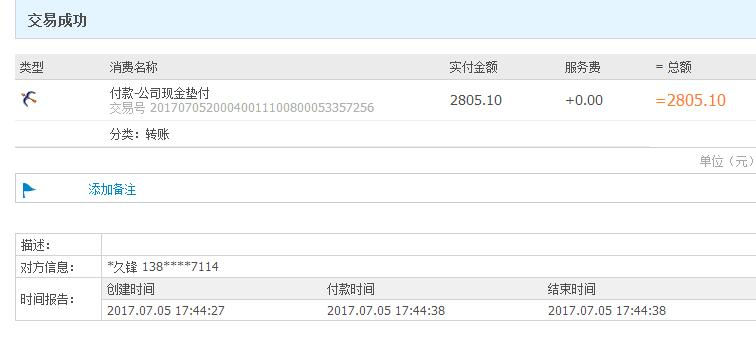 交易成功
类型 消费名称 实付金额 服务费 = 总额
付款-公司现金垫付
交易号 20170705200040011100800053357256
2805.10 +0.00 =2805.10
分类：转账
单位（元）
添加备注
描述：
对方信息： *久锋 138****7114
时间报告：
创建时间 付款时间 结束时间
2017.07.05 17:44:27 2017.07.05 17:44:38 2017.07.05 17:44:38